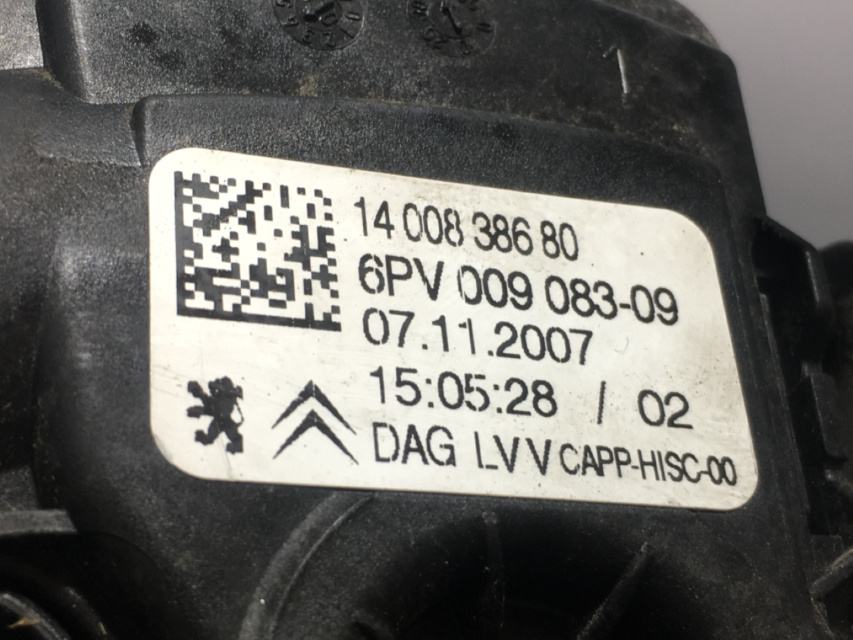 14 008 386 80
6PV 009 083-09
07.11.2007
15:05:28 / 02
DAG LVV CAPP-HISC-00